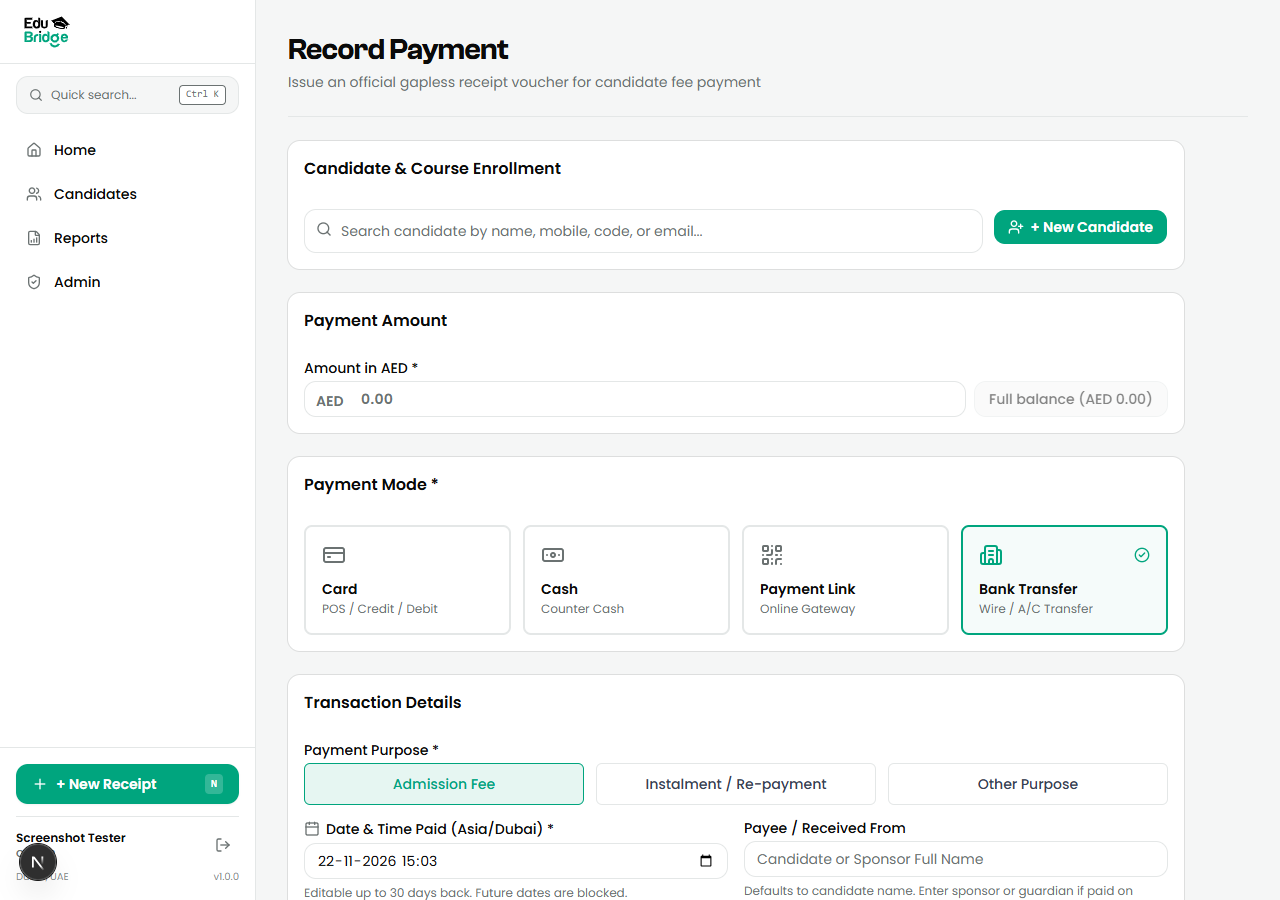 Edu
Bridge
Quick search...
Ctrl K
Home
Candidates
Reports
Admin
+ New Receipt
N
Screenshot Tester
N
UAE
v1.0.0
Record Payment
Issue an official gapless receipt voucher for candidate fee payment
Candidate & Course Enrollment
Search candidate by name, mobile, code, or email...
+ New Candidate
Payment Amount
Amount in AED *
AED
0.00
Full balance (AED 0.00)
Payment Mode *
Card
POS / Credit / Debit
Cash
Counter Cash
Payment Link
Online Gateway
Bank Transfer
Wire / A/C Transfer
Transaction Details
Payment Purpose *
Admission Fee
Instalment / Re-payment
Other Purpose
Date & Time Paid (Asia/Dubai) *
22-11-2026 15:03
Editable up to 30 days back. Future dates are blocked.
Payee / Received From
Candidate or Sponsor Full Name
Defaults to candidate name. Enter sponsor or guardian if paid on